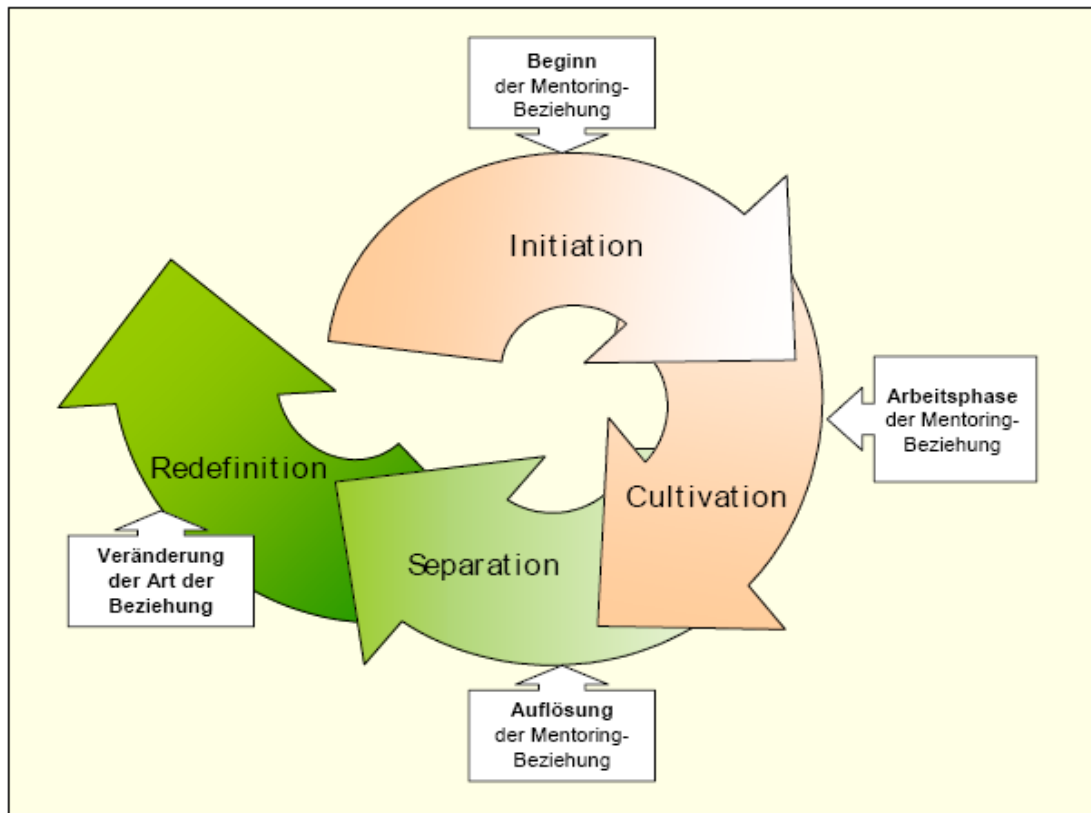 Beginn
der Mentoring-
Beziehung
Initiation
Arbeitsphase
der Mentoring-
Beziehung
Cultivation
Separation
Auflösung
der Mentoring-
Beziehung
Redefinition
Veränderung
der Art der
Beziehung